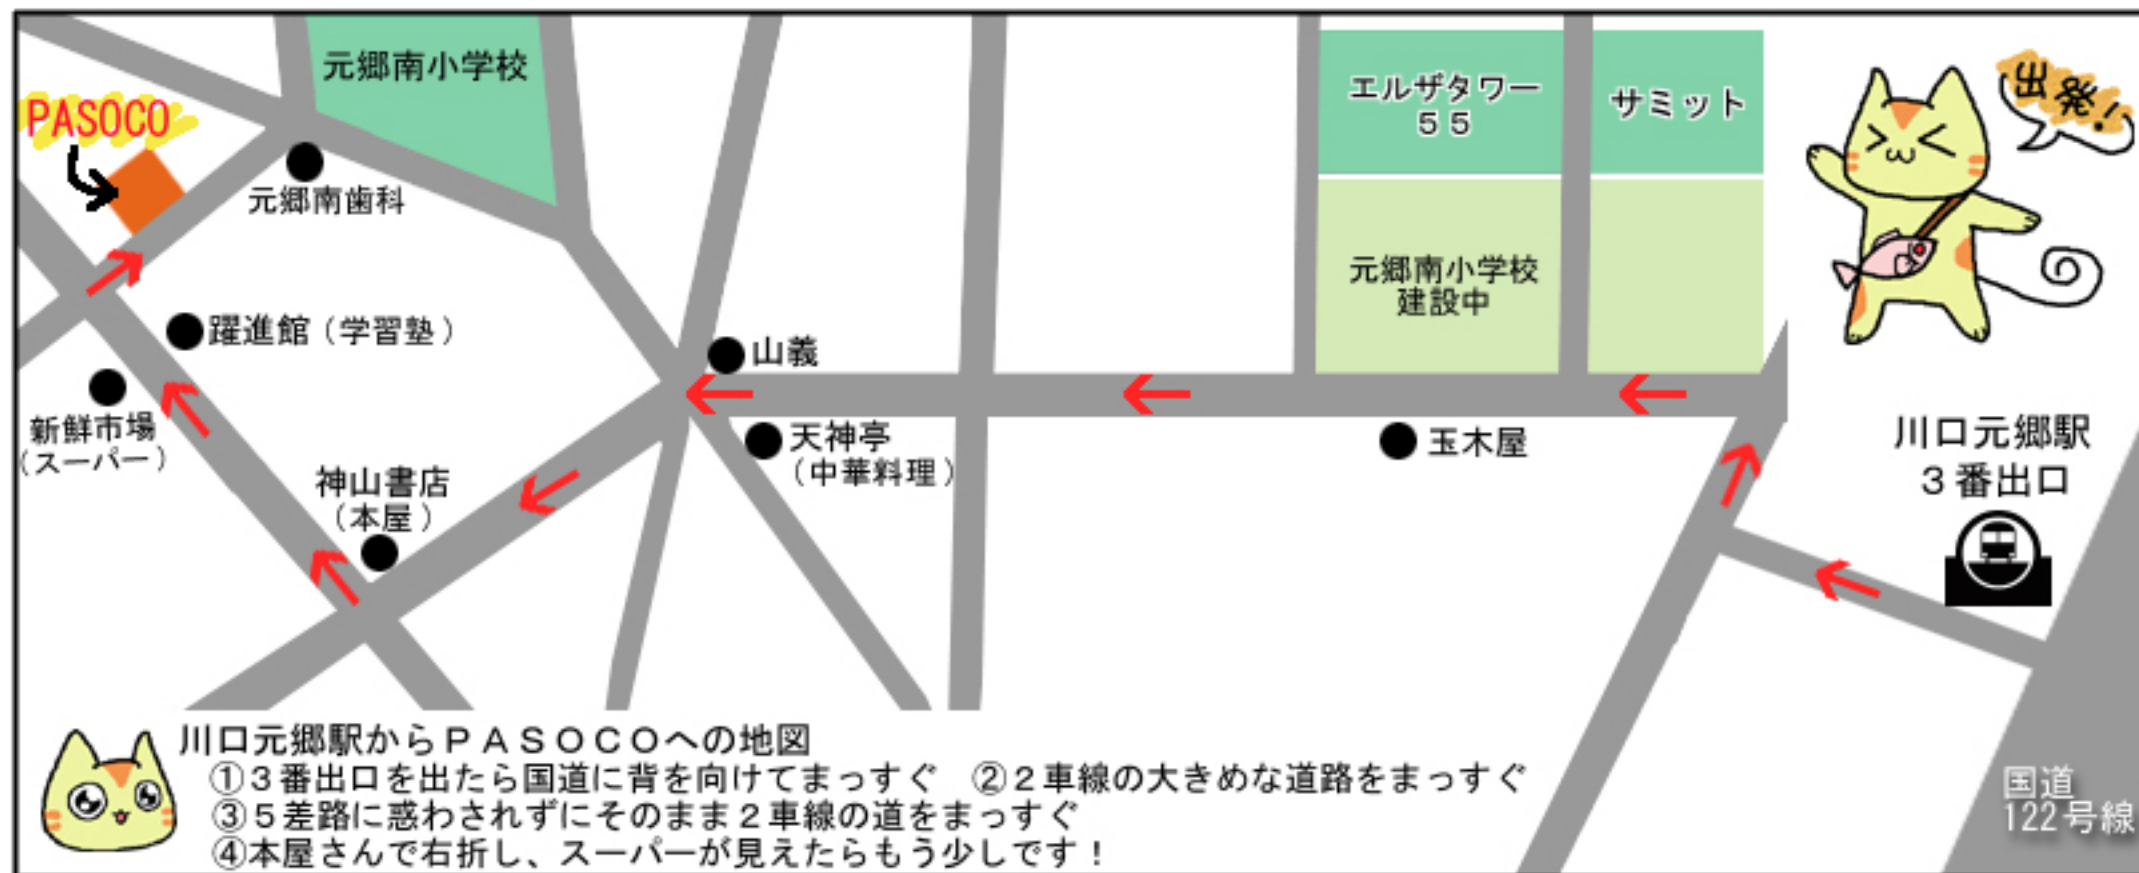 元郷南小学校
PASOCO
元郷南歯科
エルザタワー
５５
サミット
出発！
元郷南小学校
建設中
躍進館（学習塾）
山義
新鮮市場
（スーパー）
天神亭
（中華料理）
玉木屋
川口元郷駅
３番出口
神山書店
（本屋）
川口元郷駅からＰＡＳＯＣＯへの地図
①３番出口を出たら国道に背を向けてまっすぐ　②２車線の大きめな道路をまっすぐ
③５差路に惑わされずにそのまま２車線の道をまっすぐ
④本屋さんで右折し、スーパーが見えたらもう少しです！
国道
122号線